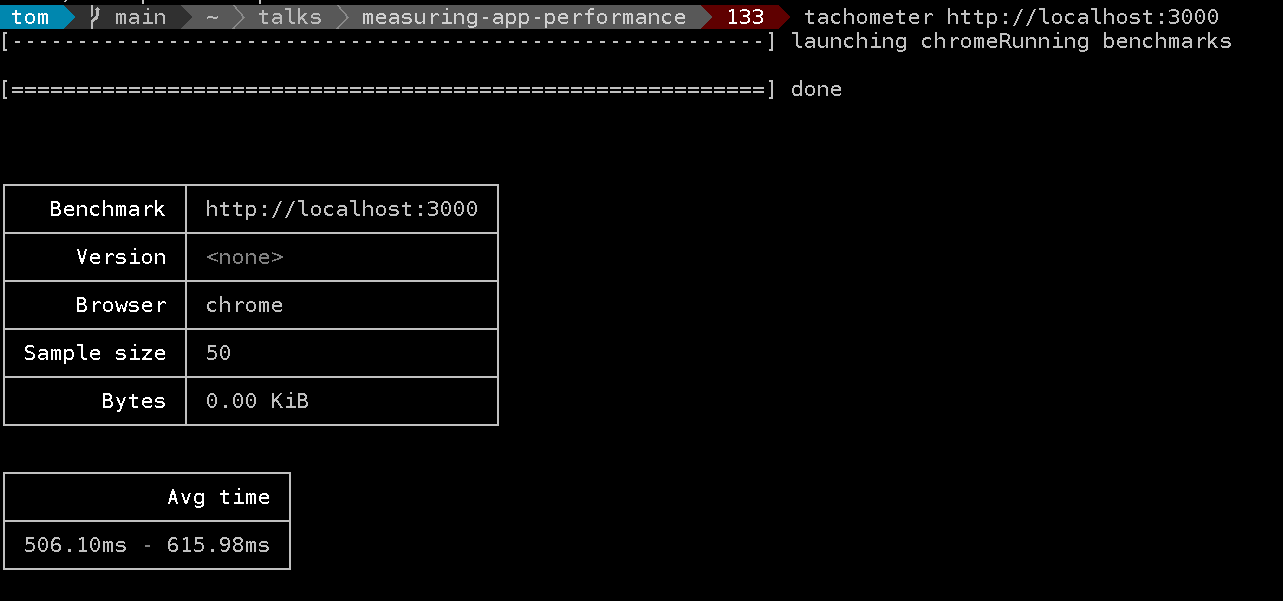 tom main ~ talks measuring-app-performance 133 tachometer http://localhost:3000
[----------------------------------------------------------] launching chromeRunning benchmarks
[==========================================================] done
Benchmark http://localhost:3000
Version <none>
Browser chrome
Sample size 50
Bytes 0.00 KiB
Avg time
506.10ms - 615.98ms